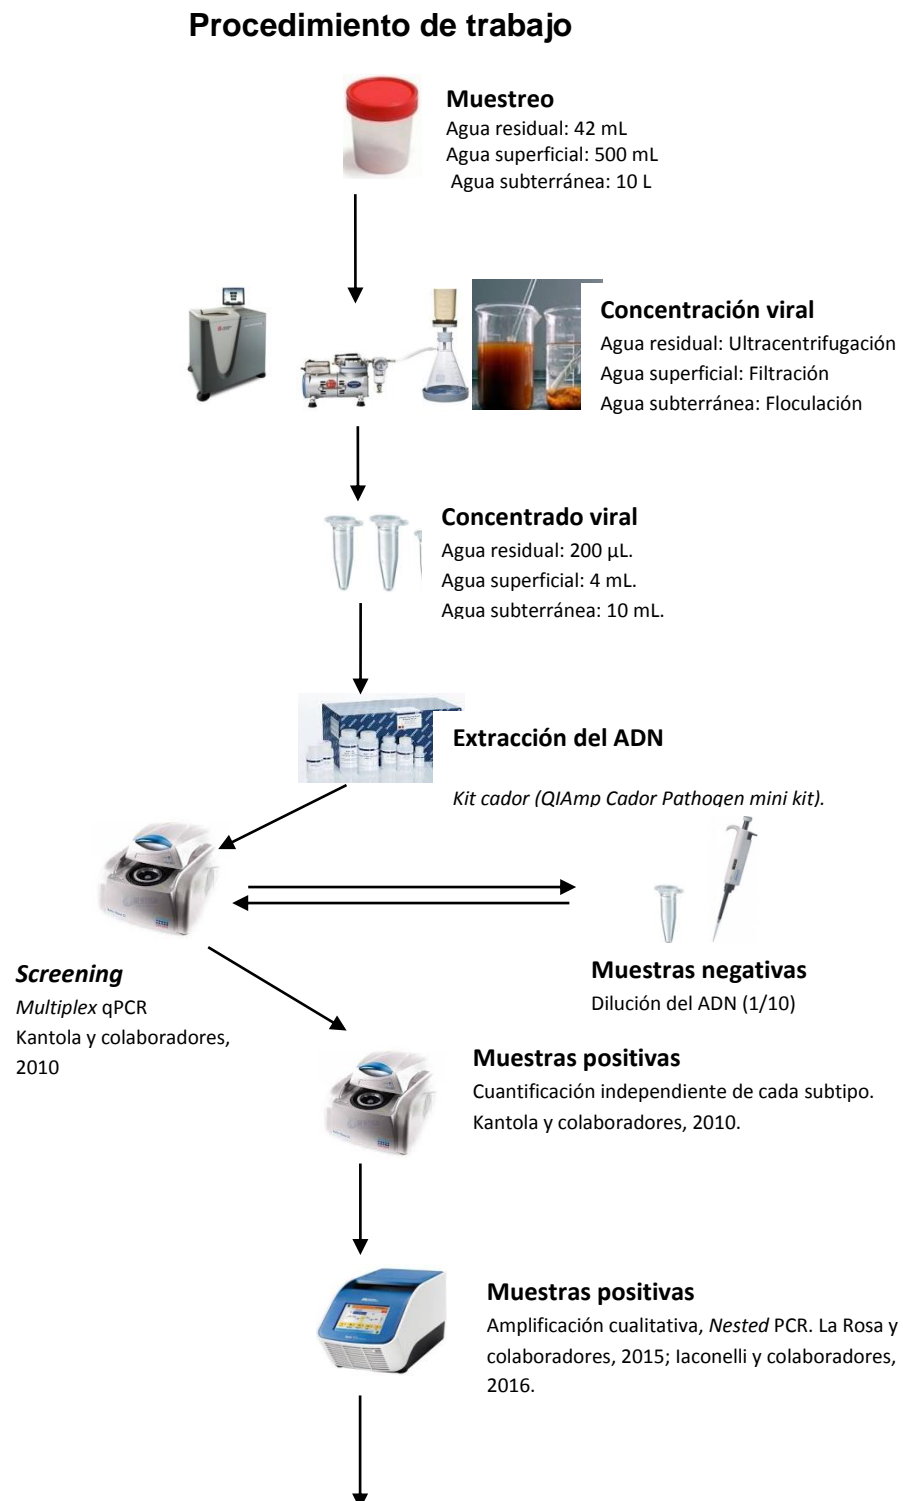 Procedimiento de trabajo
Muestreo
Agua residual: 42 mL
Agua superficial: 500 mL
Agua subterránea: 10 L
Concentración viral
Agua residual: Ultracentrifugación
Agua superficial: Filtración
Agua subterránea: Floculación
Concentrado viral
Agua residual: 200 µL.
Agua superficial: 4 mL.
Agua subterránea: 10 mL.
Extracción del ADN
Kit cador (QIAmp Cador Pathogen mini kit).
Screening
Multiplex qPCR
Kantola y colaboradores,
2010
Muestras negativas
Dilución del ADN (1/10)
Muestras positivas
Cuantificación independiente de cada subtipo.
Kantola y colaboradores, 2010.
Muestras positivas
Amplificación cualitativa, Nested PCR. La Rosa y
colaboradores, 2015; Iaconelli y colaboradores,
2016.